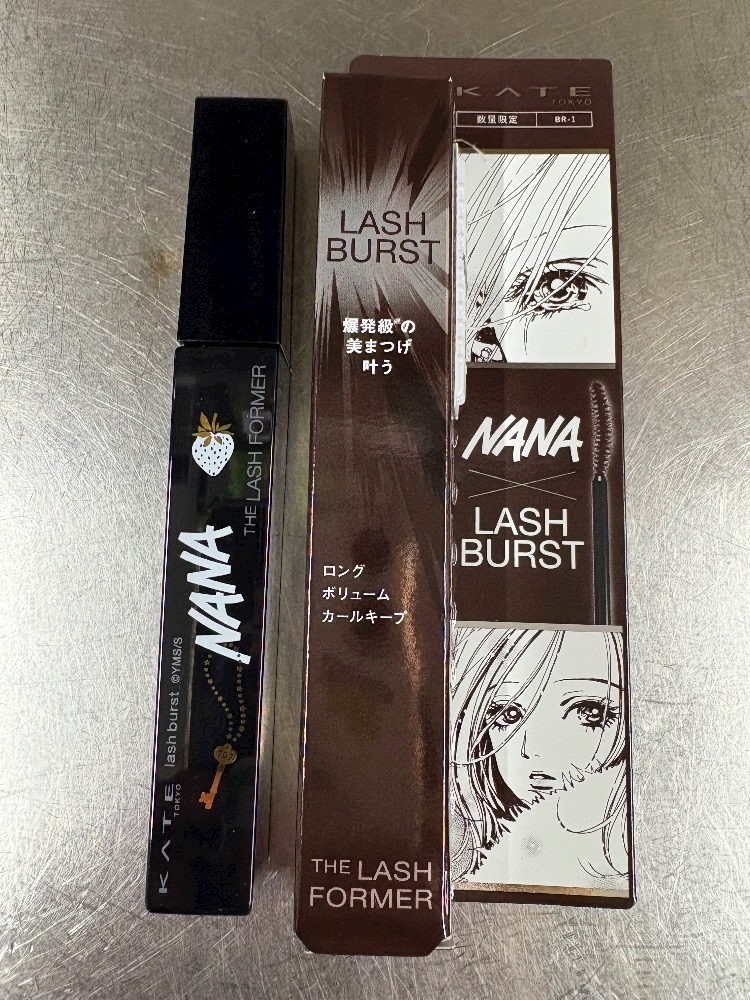 THE LASH FORMER
NANA
707
KATE
TOKYO
lash burst ©YMS/S
LASH
BURST
爆発級※の
美まつげ
叶う
ロング
ボリューム
カールキープ
THE LASH
FORMER
KATE
TOKYO
数量限定 BR-1
NANA
LASH
BURST